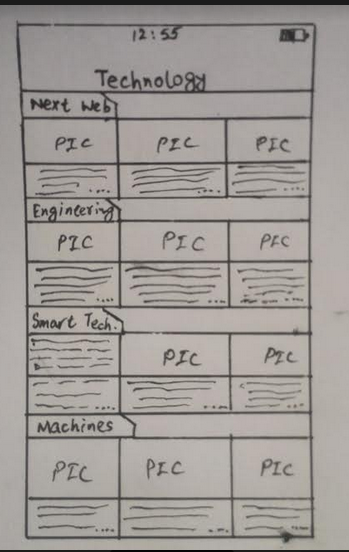 12:55
Technology
Next Web
PIC PIC PIC
Engineering
PIC PIC PIC
Smart Tech.
PIC PIC
Machines
PIC PIC PIC